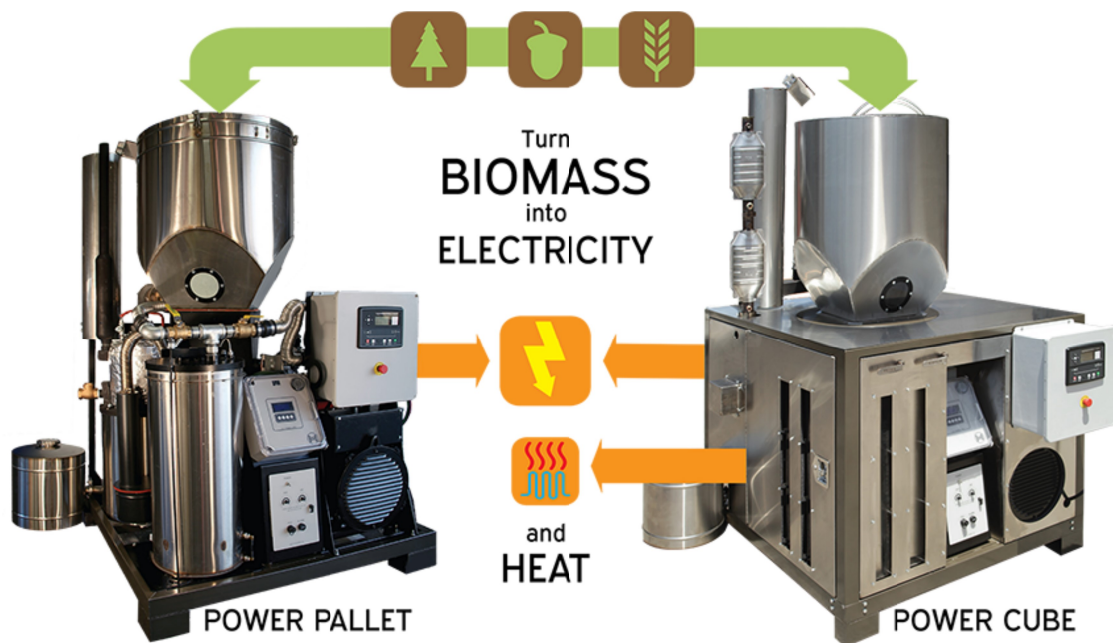 Turn
BIOMASS
into
ELECTRICITY
and
HEAT
POWER PALLET
POWER CUBE